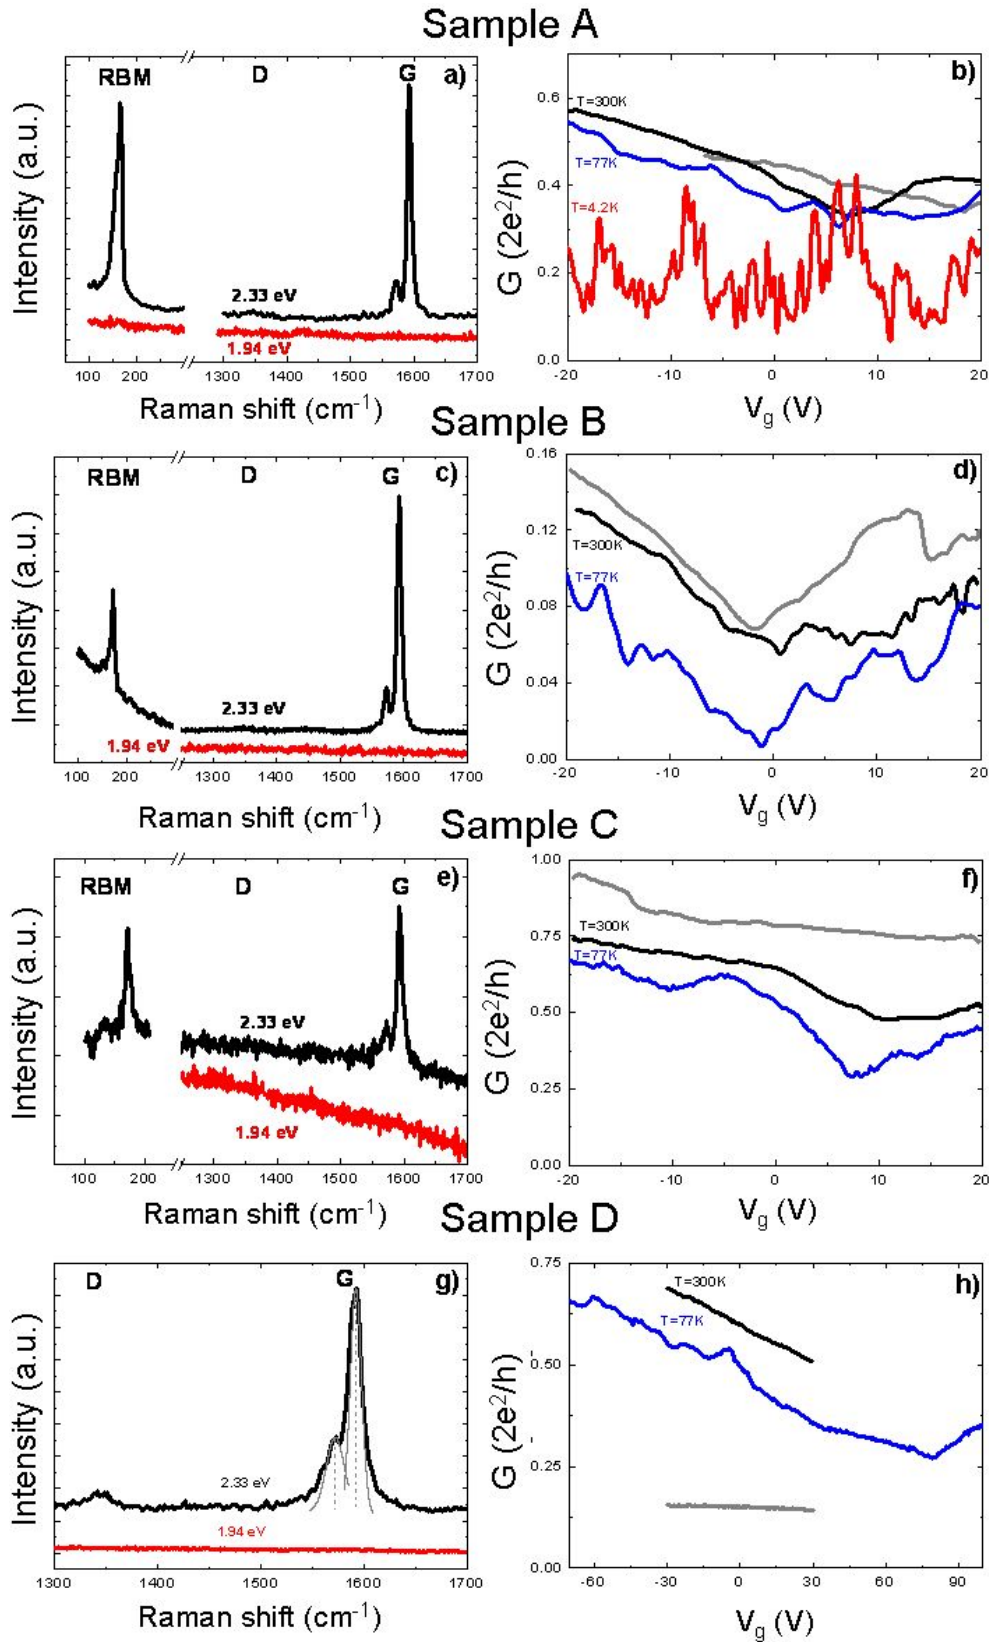 Sample A
RBM D G a)
Intensity (a.u.)
2.33 eV
1.94 eV
100 200 1300 1400 1500 1600 1700
Raman shift (cm⁻¹)
b)
G (2e²/h)
0.6
0.4
0.2
0.0
T=300K
T=77K
T=4.2K
-20 -10 0 10 20
Vg (V)
Sample B
RBM D G c)
Intensity (a.u.)
2.33 eV
1.94 eV
100 200 1300 1400 1500 1600 1700
Raman shift (cm⁻¹)
d)
G (2e²/h)
0.16
0.12
0.08
0.04
0.00
T=300K
T=77K
-20 -10 0 10 20
Vg (V)
Sample C
RBM D G e)
Intensity (a.u.)
2.33 eV
1.94 eV
100 200 1300 1400 1500 1600 1700
Raman shift (cm⁻¹)
f)
G (2e²/h)
1.00
0.75
0.50
0.25
0.00
T=300K
T=77K
-20 -10 0 10 20
Vg (V)
Sample D
D G g)
Intensity (a.u.)
2.33 eV
1.94 eV
1300 1400 1500 1600 1700
Raman shift (cm⁻¹)
h)
G (2e²/h)
0.75
0.50
0.25
0.00
T=300K
T=77K
-60 -30 0 30 60 90
Vg (V)